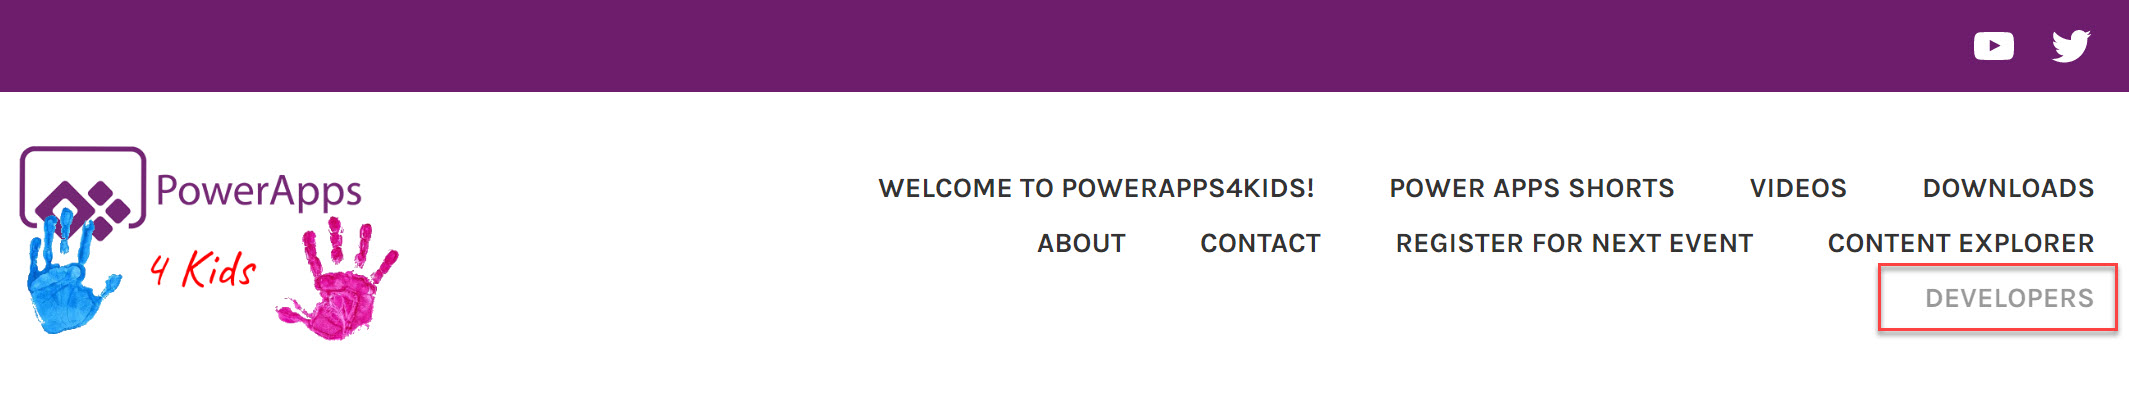 PowerApps
4 Kids
WELCOME TO POWERAPPS4KIDS! POWER APPS SHORTS VIDEOS DOWNLOADS
ABOUT CONTACT REGISTER FOR NEXT EVENT CONTENT EXPLORER
DEVELOPERS